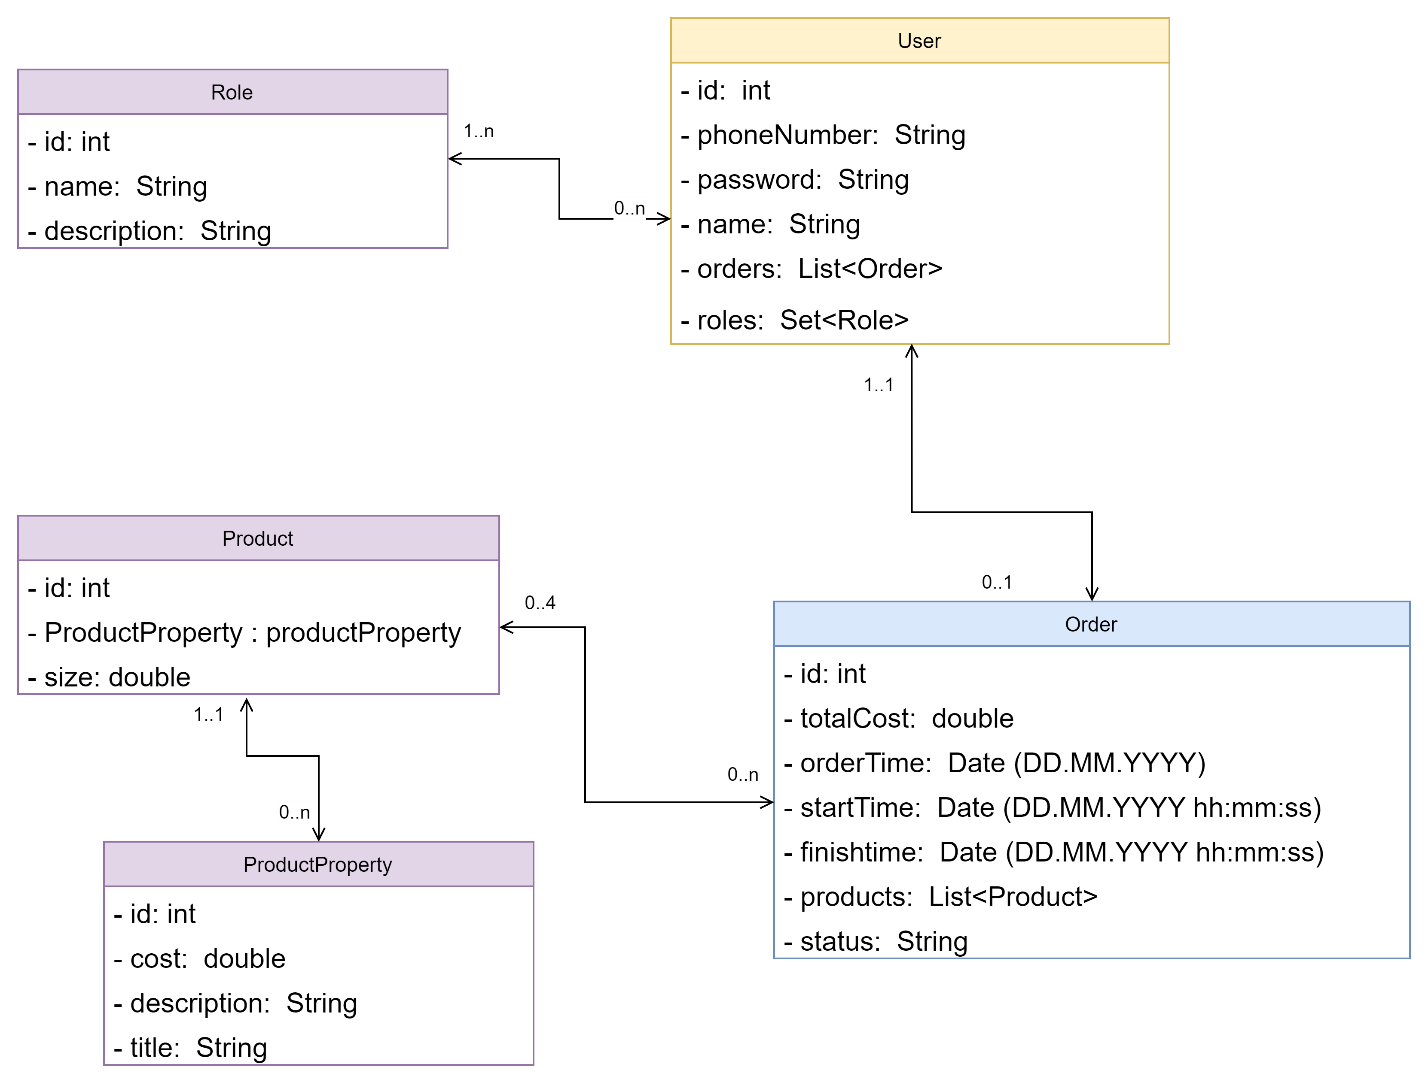 User
- id:  int
- phoneNumber:  String
- password:  String
- name:  String
- orders:  List<Order>
- roles:  Set<Role>
Role
- id: int
- name:  String
- description:  String
1..n
0..n
1..1
0..1
Product
- id: int
- ProductProperty : productProperty
- size: double
0..4
0..n
1..1
0..n
Order
- id: int
- totalCost:  double
- orderTime:  Date (DD.MM.YYYY)
- startTime:  Date (DD.MM.YYYY hh:mm:ss)
- finishtime:  Date (DD.MM.YYYY hh:mm:ss)
- products:  List<Product>
- status:  String
ProductProperty
- id: int
- cost:  double
- description:  String
- title:  String